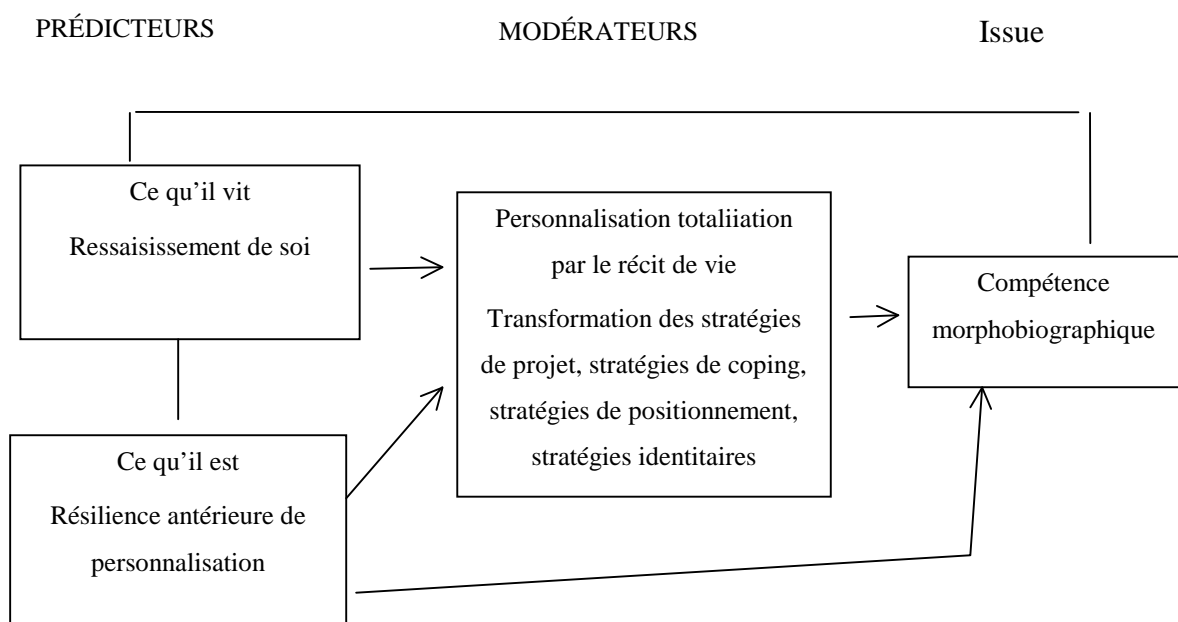 PRÉDICTEURS
MODÉRATEURS
Issue
Ce qu’il vit
Ressaisissement de soi
Personnalisation totaliiation
par le récit de vie
Transformation des stratégies
de projet, stratégies de coping,
stratégies de positionnement,
stratégies identitaires
Compétence
morphobiographique
Ce qu’il est
Résilience antérieure de
personnalisation